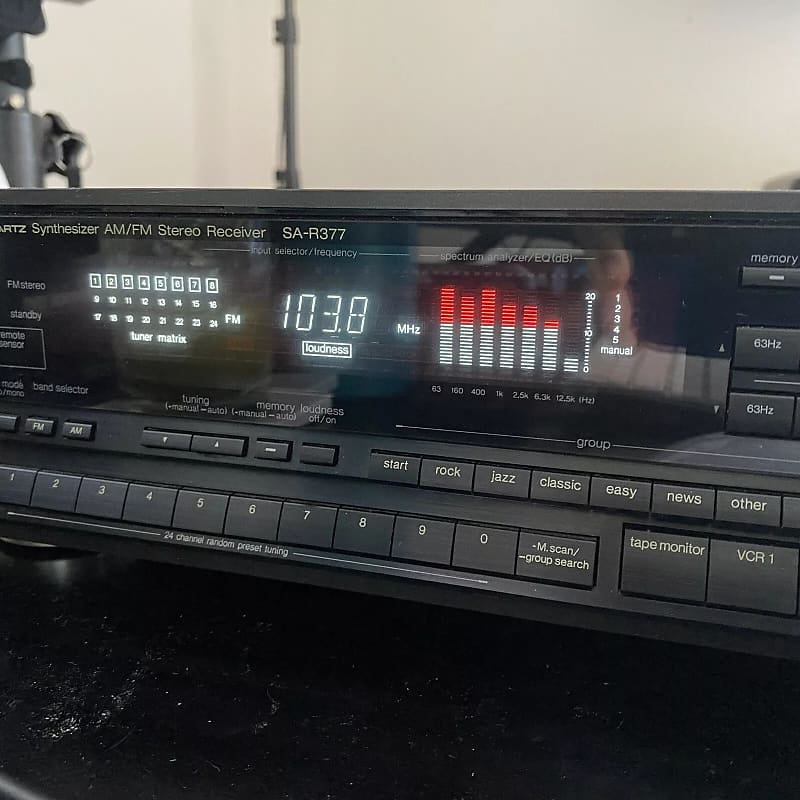 ARTZ Synthesizer AM/FM Stereo Receiver SA-R377
input selector/frequency
spectrum analyzer/EQ(dB)
memory
FM stereo
1 2 3 4 5 6 7 8
9 10 11 12 13 14 15 16
17 18 19 20 21 22 23 24
FM
tuner matrix
103.8 MHz
loudness
20
10
0
1
2
3
4
5
manual
63 160 400 1k 2.5k 6.3k 12.5k (Hz)
standby
remote
sensor
63Hz
63Hz
mode
o/mono
band selector
FM AM
tuning
(–manual –auto)
memory
(–manual –auto)
loudness
off/on
group
start rock jazz classic easy news other
1 2 3 4 5 6 7 8 9 0
-M.scan/
–group search
tape monitor
VCR 1
24 channel random preset tuning